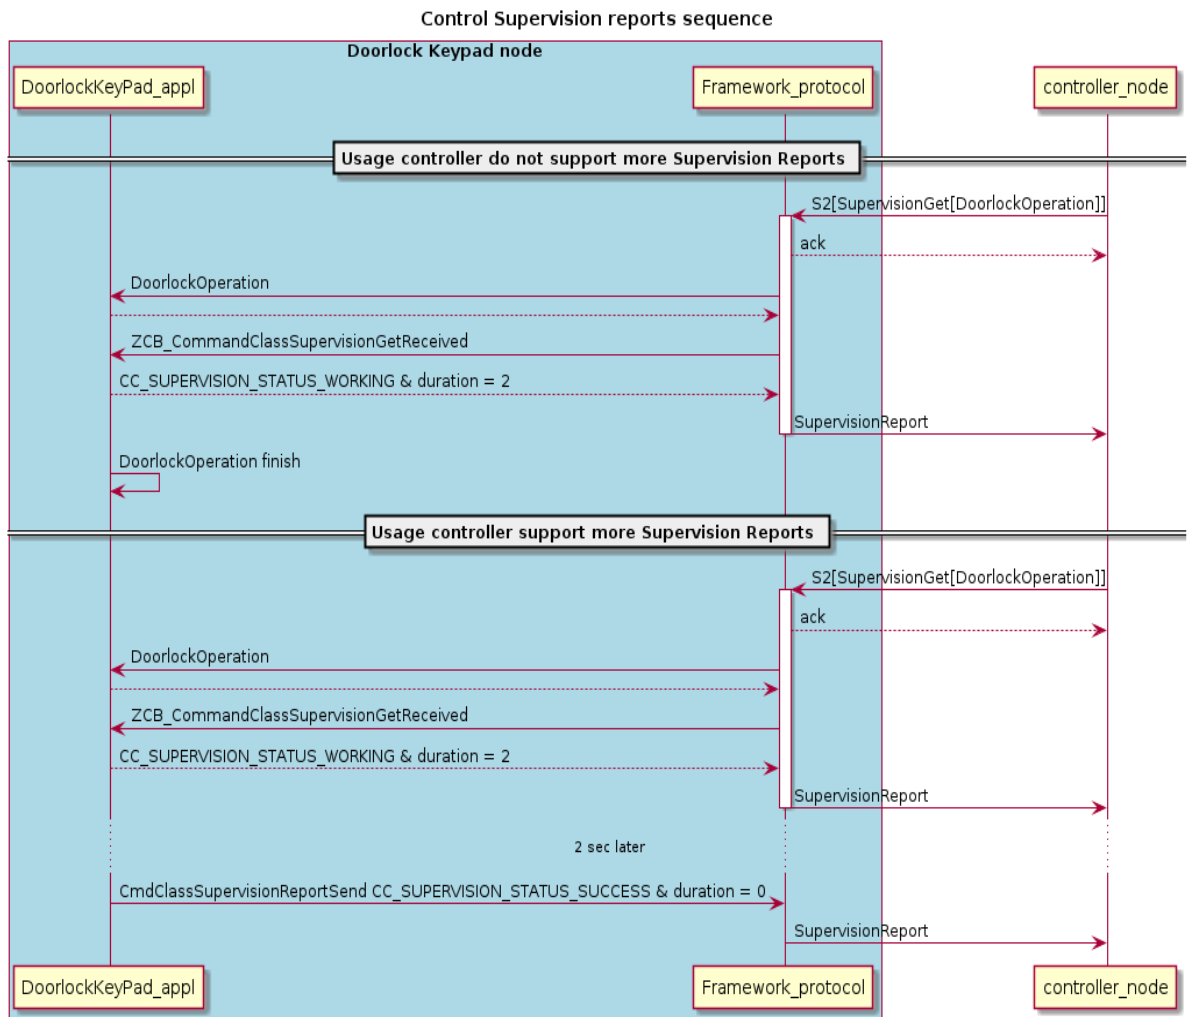 Control Supervision reports sequence
Doorlock Keypad node
DoorlockKeyPad_appl
Framework_protocol
controller_node
Usage controller do not support more Supervision Reports
S2[SupervisionGet[DoorlockOperation]]
ack
DoorlockOperation
ZCB_CommandClassSupervisionGetReceived
CC_SUPERVISION_STATUS_WORKING & duration = 2
SupervisionReport
DoorlockOperation finish
Usage controller support more Supervision Reports
S2[SupervisionGet[DoorlockOperation]]
ack
DoorlockOperation
ZCB_CommandClassSupervisionGetReceived
CC_SUPERVISION_STATUS_WORKING & duration = 2
SupervisionReport
2 sec later
CmdClassSupervisionReportSend CC_SUPERVISION_STATUS_SUCCESS & duration = 0
SupervisionReport
DoorlockKeyPad_appl
Framework_protocol
controller_node